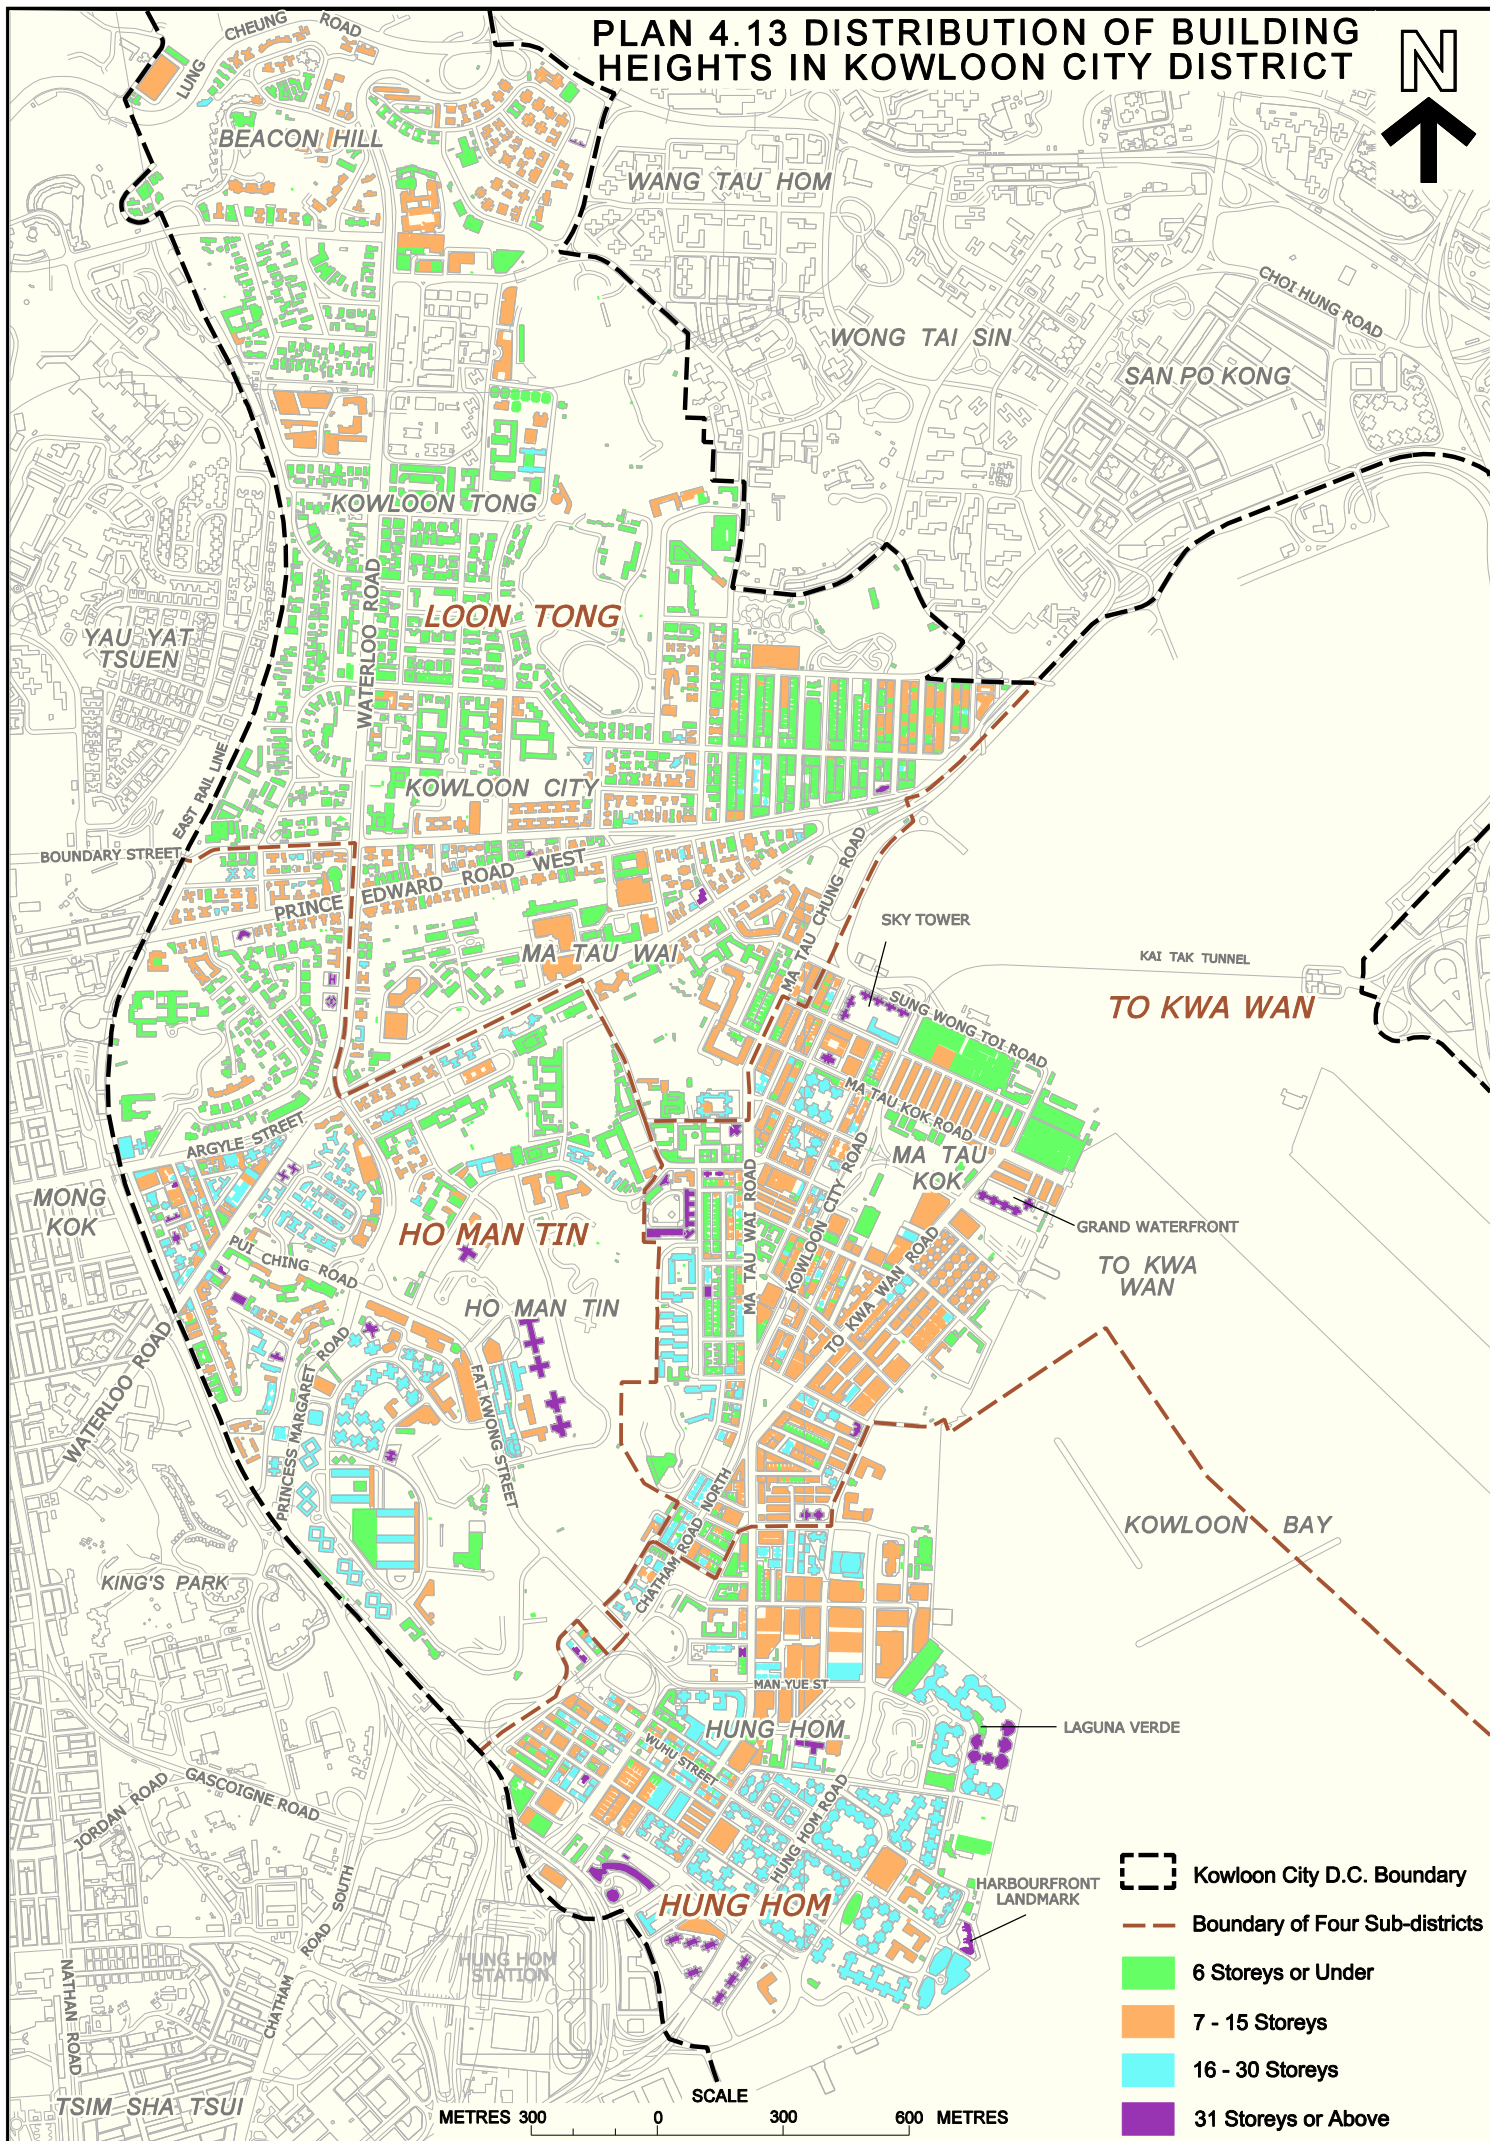 PLAN 4.13 DISTRIBUTION OF BUILDING
HEIGHTS IN KOWLOON CITY DISTRICT
N
LUNG CHEUNG ROAD
BEACON HILL
WANG TAU HOM
WONG TAI SIN
CHOI HUNG ROAD
SAN PO KONG
KOWLOON TONG
WATERLOO ROAD
LOON TONG
YAU YAT
TSUEN
EAST RAIL LINE
KOWLOON CITY
BOUNDARY STREET
PRINCE EDWARD ROAD WEST
MA TAU CHUNG ROAD
SKY TOWER
MA TAU WAI
KAI TAK TUNNEL
SUNG WONG TOI ROAD
TO KWA WAN
MA TAU KOK ROAD
ARGYLE STREET
MA TAU
KOK
MONG
KOK
MA TAU WAI ROAD
KOWLOON CITY ROAD
GRAND WATERFRONT
HO MAN TIN
PUI CHING ROAD
TO KWA WAN ROAD
TO KWA
WAN
HO MAN TIN
WATERLOO ROAD
PRINCESS MARGARET ROAD
FAT KWONG STREET
CHATHAM ROAD NORTH
KOWLOON BAY
KING'S PARK
MAN YUE ST
HUNG HOM
LAGUNA VERDE
WUHU STREET
GASCOIGNE ROAD
JORDAN ROAD
HUNG HOM ROAD
HARBOURFRONT
LANDMARK
HUNG HOM
CHATHAM ROAD SOUTH
HUNG HOM
STATION
NATHAN ROAD
TSIM SHA TSUI
Kowloon City D.C. Boundary
Boundary of Four Sub-districts
6 Storeys or Under
7 - 15 Storeys
16 - 30 Storeys
31 Storeys or Above
SCALE
METRES 300 0 300 600 METRES